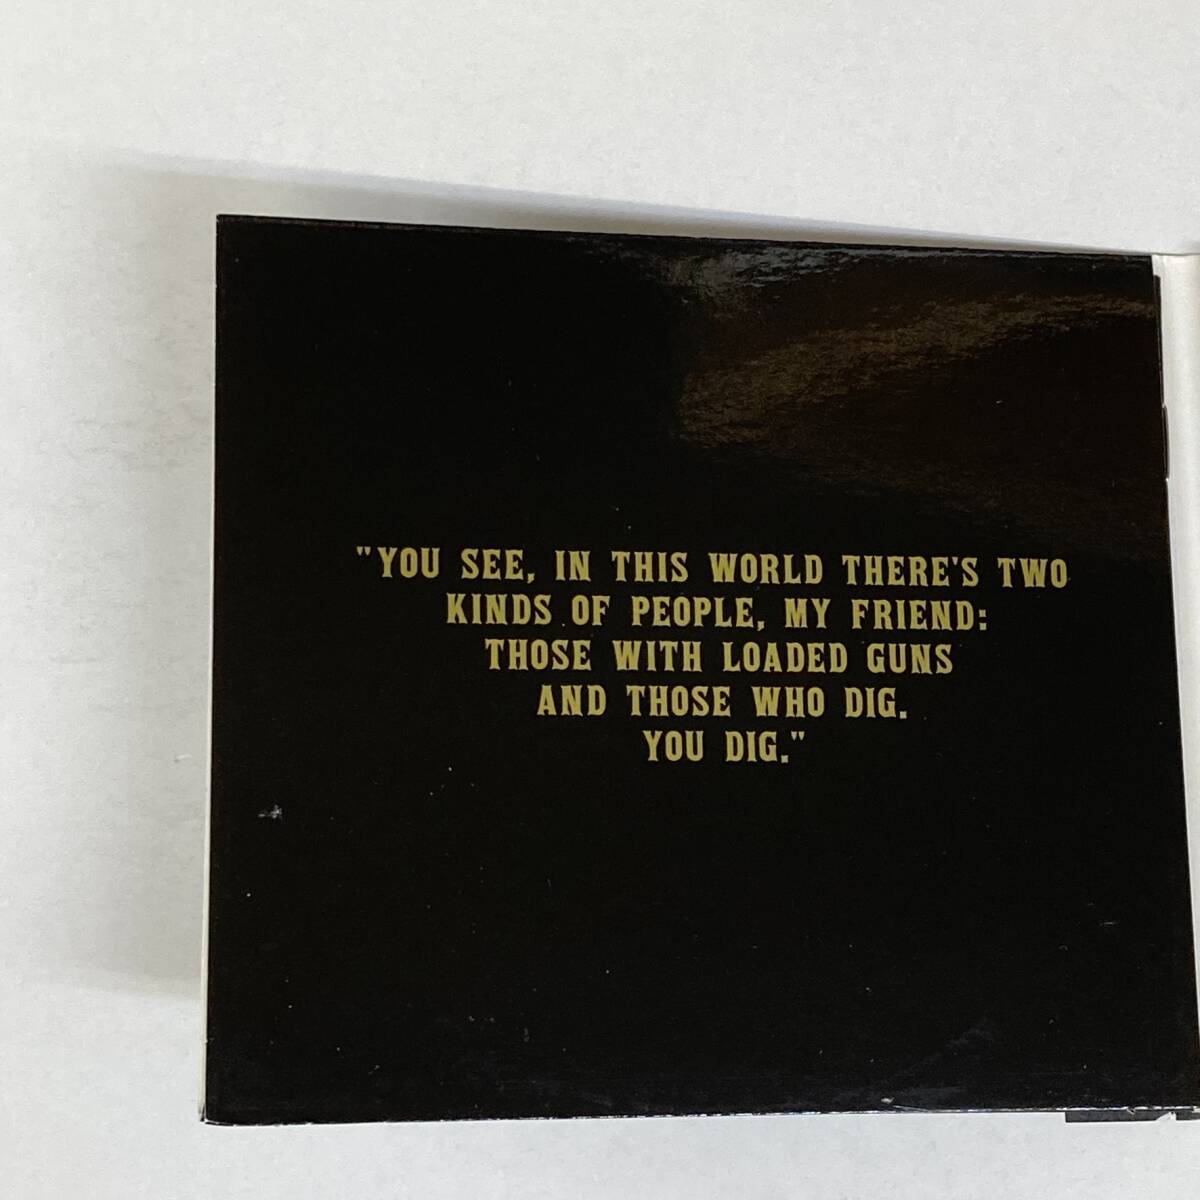 "YOU SEE, IN THIS WORLD THERE'S TWO
KINDS OF PEOPLE, MY FRIEND:
THOSE WITH LOADED GUNS
AND THOSE WHO DIG.
YOU DIG."